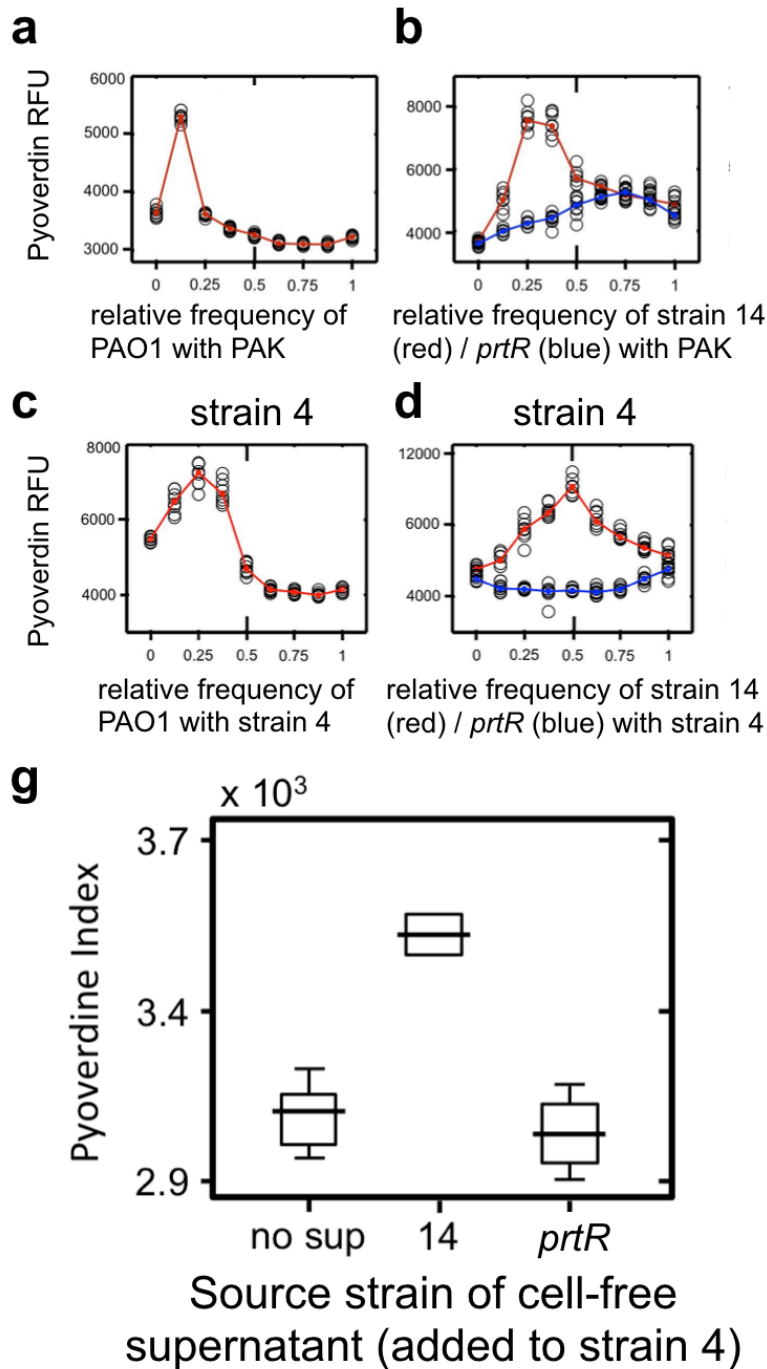 a
b
Pyoverdin RFU
6000
5000
4000
3000
0 0.25 0.5 0.75 1
relative frequency of
PAO1 with PAK
8000
6000
4000
0 0.25 0.5 0.75 1
relative frequency of strain 14
(red) / prtR (blue) with PAK
c
strain 4
d
strain 4
Pyoverdin RFU
8000
6000
4000
0 0.25 0.5 0.75 1
relative frequency of
PAO1 with strain 4
12000
6000
4000
0 0.25 0.5 0.75 1
relative frequency of strain 14
(red) / prtR (blue) with strain 4
g
x 10³
Pyoverdine Index
3.7
3.4
2.9
no sup 14 prtR
Source strain of cell-free
supernatant (added to strain 4)